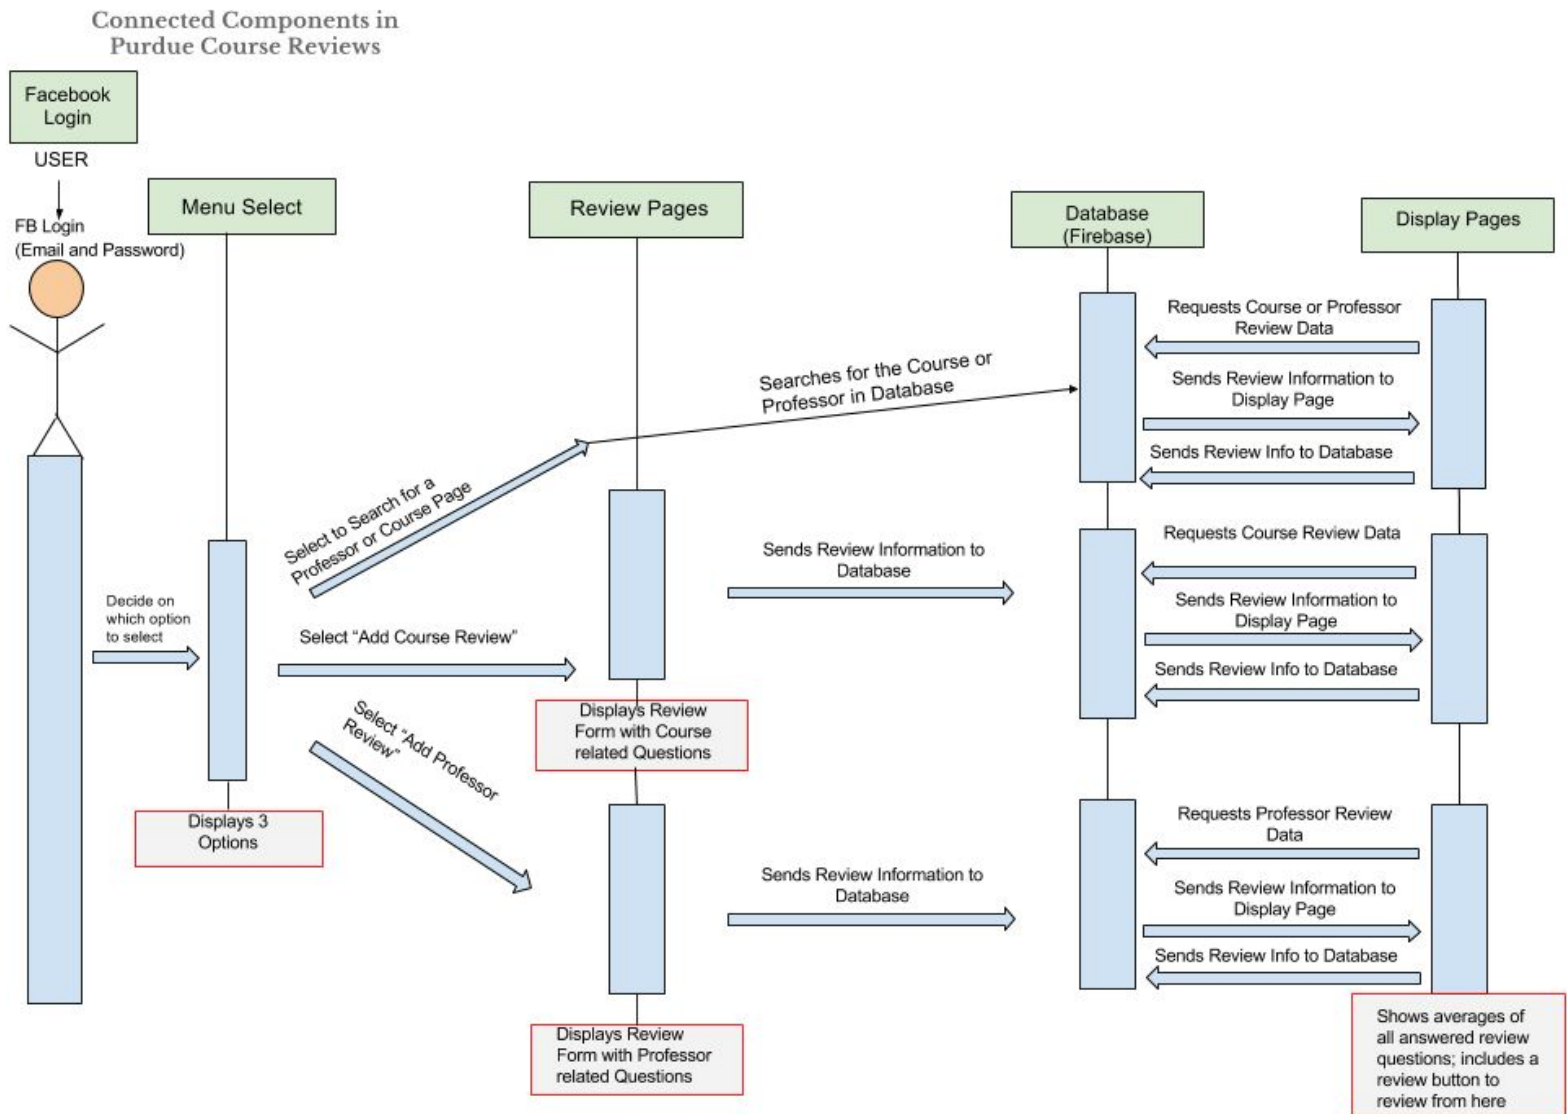 Connected Components in
Purdue Course Reviews
Facebook
Login
USER
FB Login
(Email and Password)
Menu Select
Review Pages
Database
(Firebase)
Display Pages
Requests Course or Professor
Review Data
Sends Review Information to
Display Page
Sends Review Info to Database
Searches for the Course or
Professor in Database
Select to Search for a
Professor or Course Page
Decide on
which option
to select
Select “Add Course Review”
Sends Review Information to
Database
Requests Course Review Data
Sends Review Information to
Display Page
Sends Review Info to Database
Select “Add Professor
Review”
Displays Review
Form with Course
related Questions
Displays 3
Options
Sends Review Information to
Database
Requests Professor Review
Data
Sends Review Information to
Display Page
Sends Review Info to Database
Displays Review
Form with Professor
related Questions
Shows averages of
all answered review
questions; includes a
review button to
review from here